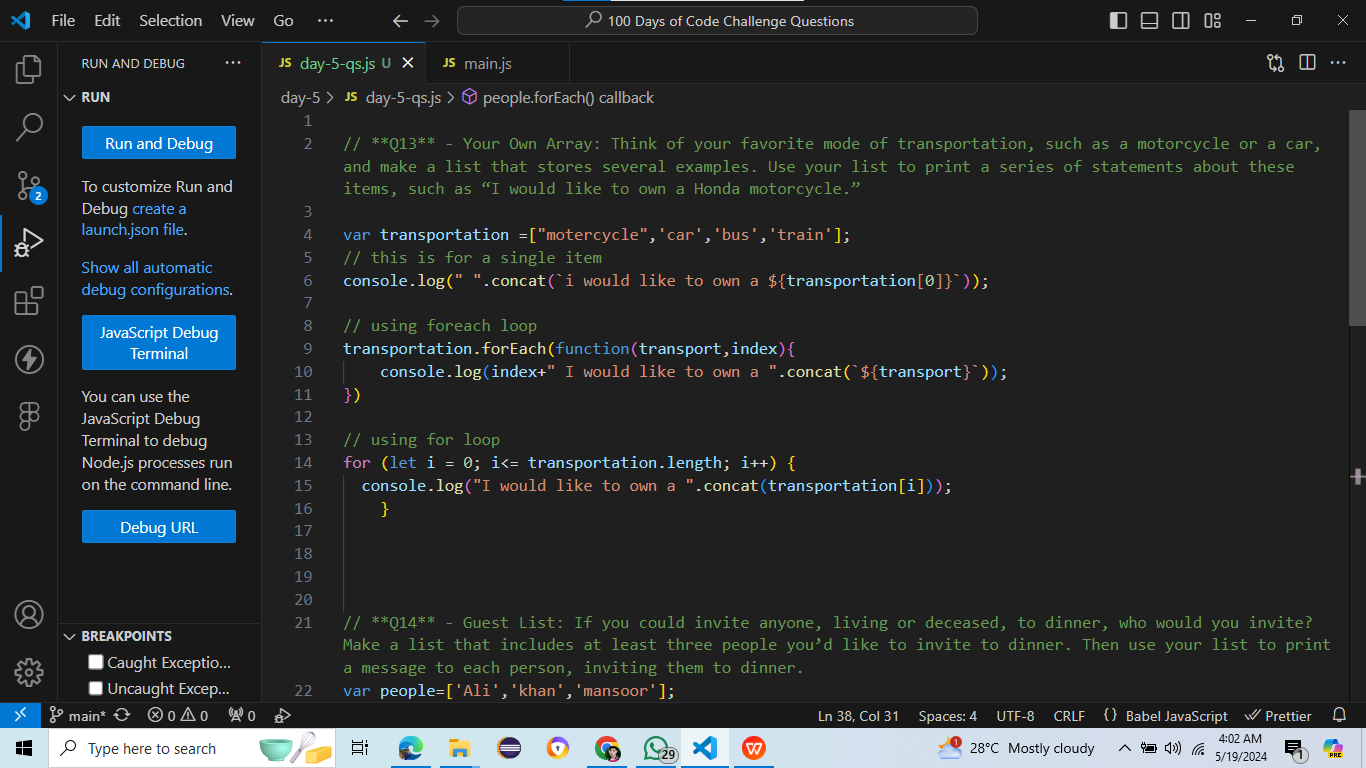 File Edit Selection View Go ··· 100 Days of Code Challenge Questions
RUN AND DEBUG ···
JS day-5-qs.js U
JS main.js
RUN
day-5 > JS day-5-qs.js > people.forEach() callback
Run and Debug
To customize Run and
Debug create a
launch.json file.
Show all automatic
debug configurations.
JavaScript Debug
Terminal
You can use the
JavaScript Debug
Terminal to debug
Node.js processes run
on the command line.
Debug URL
BREAKPOINTS
Caught Exceptio...
Uncaught Excep...
2
1
2 // **Q13** - Your Own Array: Think of your favorite mode of transportation, such as a motorcycle or a car,
and make a list that stores several examples. Use your list to print a series of statements about these
items, such as “I would like to own a Honda motorcycle.”
3
4 var transportation =["motercycle",'car','bus','train'];
5 // this is for a single item
6 console.log(" ".concat(`i would like to own a ${transportation[0]}`));
7
8 // using foreach loop
9 transportation.forEach(function(transport,index){
10 console.log(index+" I would like to own a ".concat(`${transport}`));
11 })
12
13 // using for loop
14 for (let i = 0; i<= transportation.length; i++) {
15 console.log("I would like to own a ".concat(transportation[i]));
16 }
17
18
19
20
21 // **Q14** - Guest List: If you could invite anyone, living or deceased, to dinner, who would you invite?
Make a list that includes at least three people you’d like to invite to dinner. Then use your list to print
a message to each person, inviting them to dinner.
22 var people=['Ali','khan','mansoor'];
main* 0 0 0 Ln 38, Col 31 Spaces: 4 UTF-8 CRLF {} Babel JavaScript Prettier
Type here to search 29 1 28°C Mostly cloudy 4:02 AM 1 PRE
5/19/2024